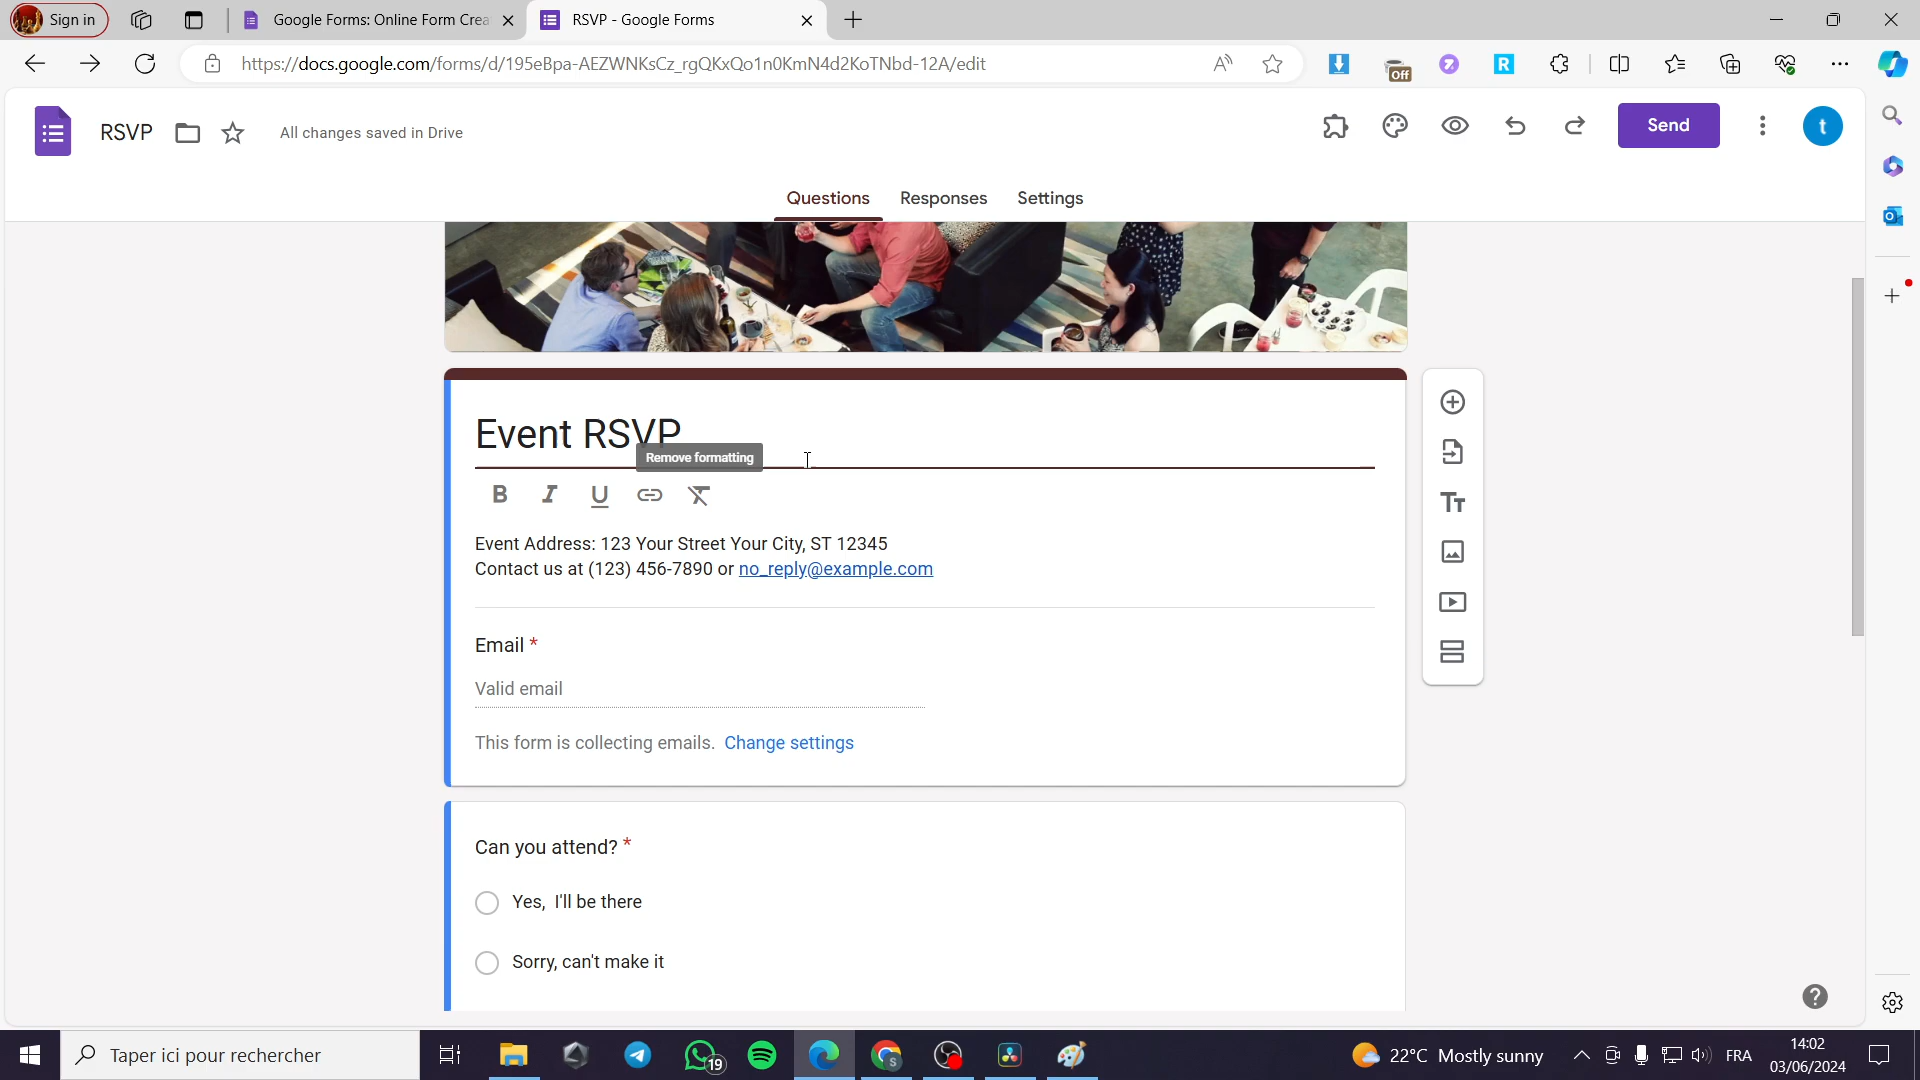 Sign in
Google Forms: Online Form Crea
RSVP - Google Forms
https://docs.google.com/forms/d/195eBpa-AEZWNKsCz_rgQKxQo1n0KmN4d2KoTNbd-12A/edit
Off
RSVP
All changes saved in Drive
Send
t
Questions
Responses
Settings
Event RSVP
Remove formatting
B
I
U
Event Address: 123 Your Street Your City, ST 12345
Contact us at (123) 456-7890 or no_reply@example.com
Email *
Valid email
This form is collecting emails. Change settings
Can you attend? *
Yes, I'll be there
Sorry, can't make it
Taper ici pour rechercher
19
22°C Mostly sunny
FRA
14:02
03/06/2024